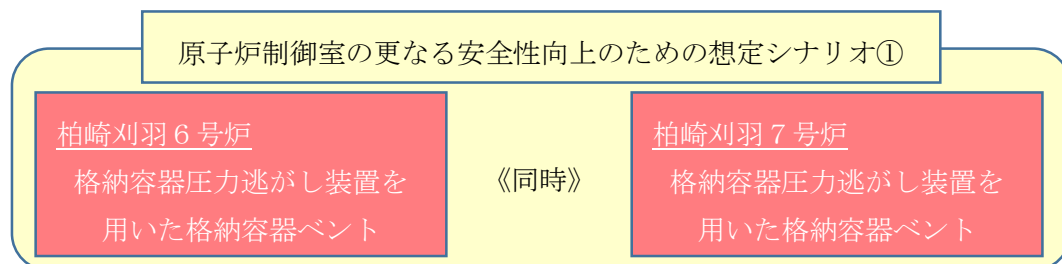 原子炉制御室の更なる安全性向上のための想定シナリオ①
柏崎刈羽6号炉
格納容器圧力逃がし装置を
用いた格納容器ベント
《同時》
柏崎刈羽7号炉
格納容器圧力逃がし装置を
用いた格納容器ベント